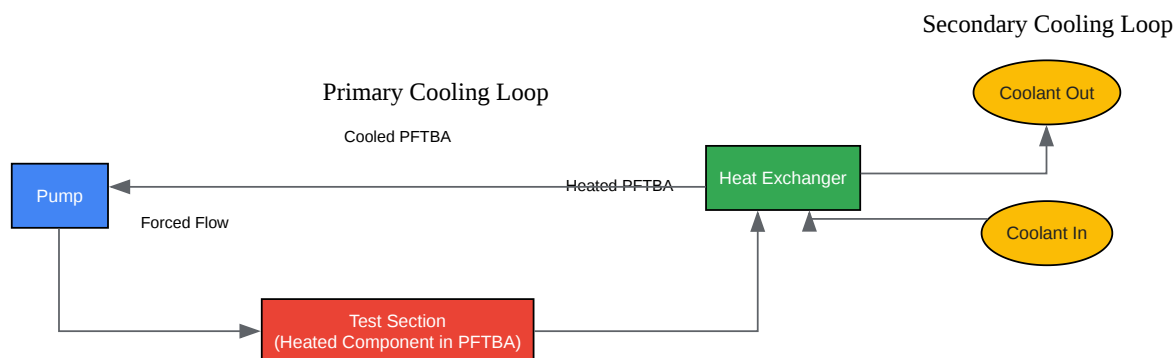 Secondary Cooling Loop
Primary Cooling Loop
Coolant Out
Cooled PFTBA
Heat Exchanger
Heated PFTBA
Pump
Forced Flow
Coolant In
Test Section
(Heated Component in PFTBA)